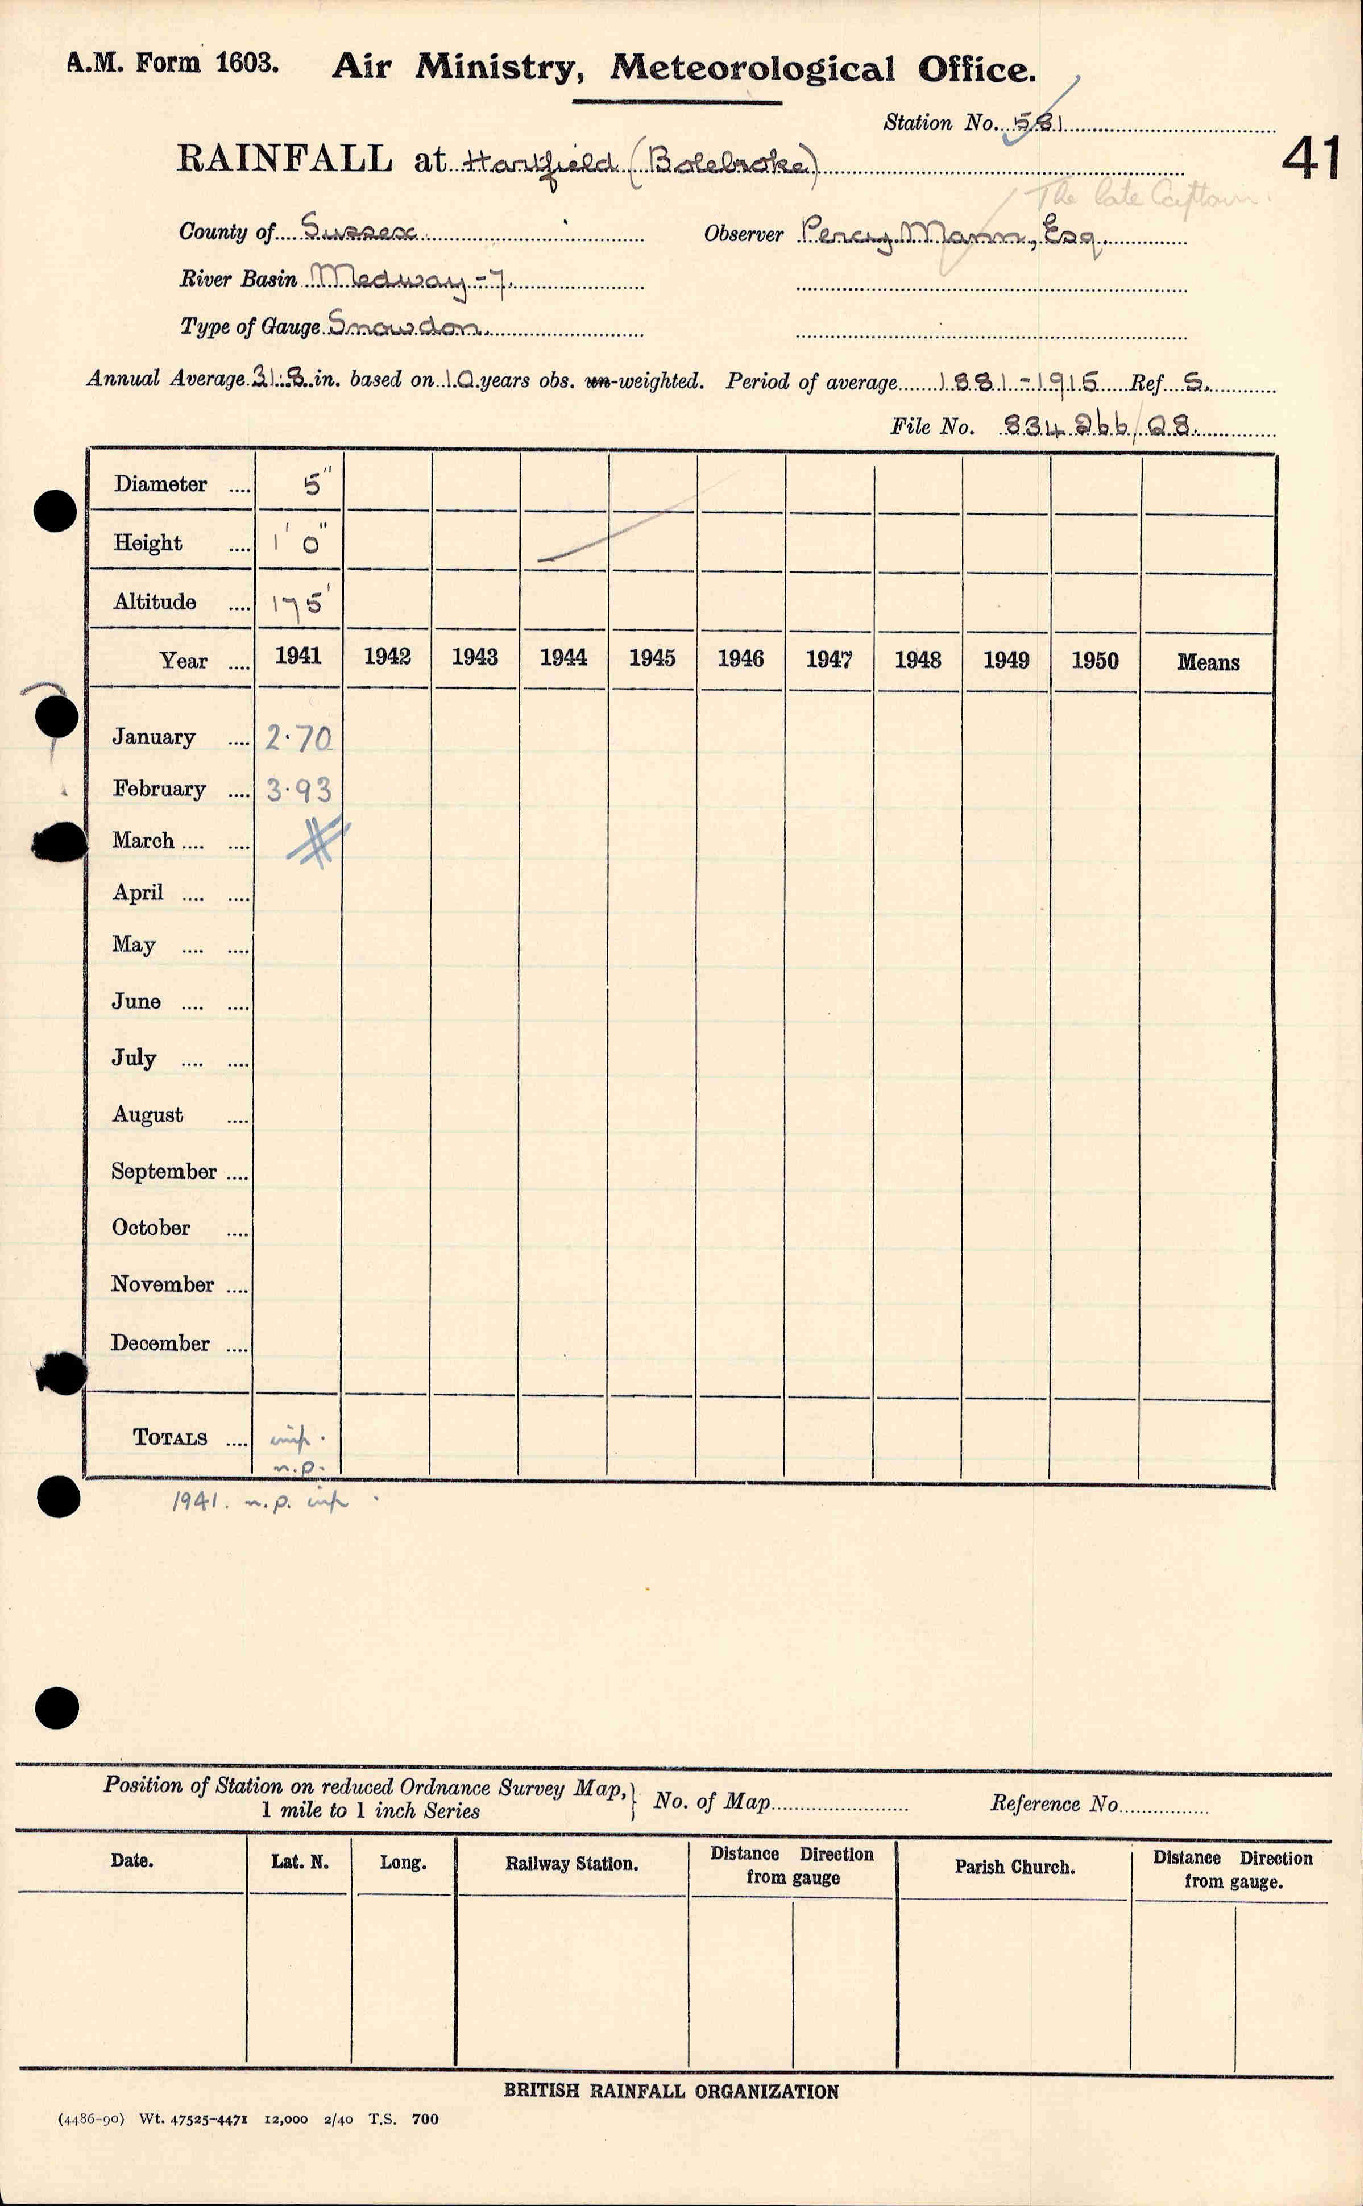 A.M. Form 1603. Air Ministry, Meteorological Office.
Station No. 581
41
RAINFALL at Hartfield (Bolebroke)
The late Captain
County of Sussex Observer Percy Mann, Esq.
River Basin Medway - 7.
Type of Gauge Snowdon.
Annual Average 31.8 in. based on 10 years obs. un-weighted. Period of average 1881-1915 Ref. S.
File No. 834266/28.
Diameter .... 5"
Height .... 1' 0"
Altitude .... 175'
Year .... 1941 1942 1943 1944 1945 1946 1947 1948 1949 1950 Means
January .... 2.70
February .... 3.93
March .... ....
April .... ....
May .... ....
June .... ....
July .... ....
August ....
September ....
October ....
November ....
December ....
TOTALS .... imp.
n.p.
1941. n.p. imp.
Position of Station on reduced Ordnance Survey Map, } No. of Map Reference No
1 mile to 1 inch Series
Date. Lat. N. Long. Railway Station. Distance Direction from gauge Parish Church. Distance Direction from gauge.
BRITISH RAINFALL ORGANIZATION
(4486-90) Wt. 47525-4471 12,000 2/40 T.S. 700